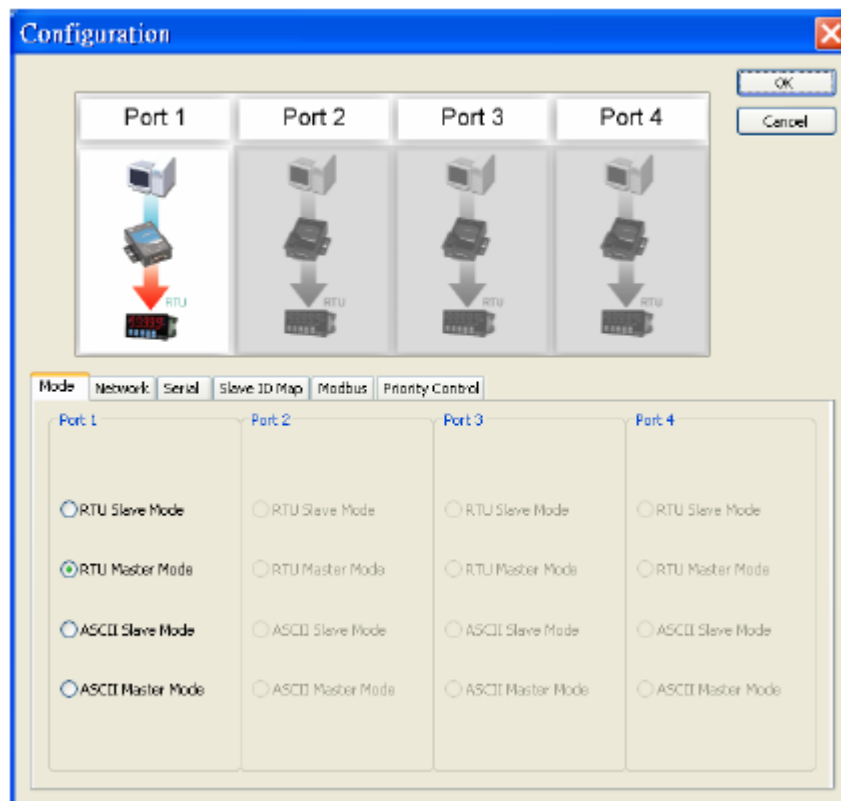 Configuration
OK
Cancel
Port 1 Port 2 Port 3 Port 4
RTU RTU RTU RTU
Mode Network Serial Slave ID Map Modbus Priority Control
Port 1 Port 2 Port 3 Port 4
RTU Slave Mode RTU Slave Mode RTU Slave Mode RTU Slave Mode
RTU Master Mode RTU Master Mode RTU Master Mode RTU Master Mode
ASCII Slave Mode ASCII Slave Mode ASCII Slave Mode ASCII Slave Mode
ASCII Master Mode ASCII Master Mode ASCII Master Mode ASCII Master Mode